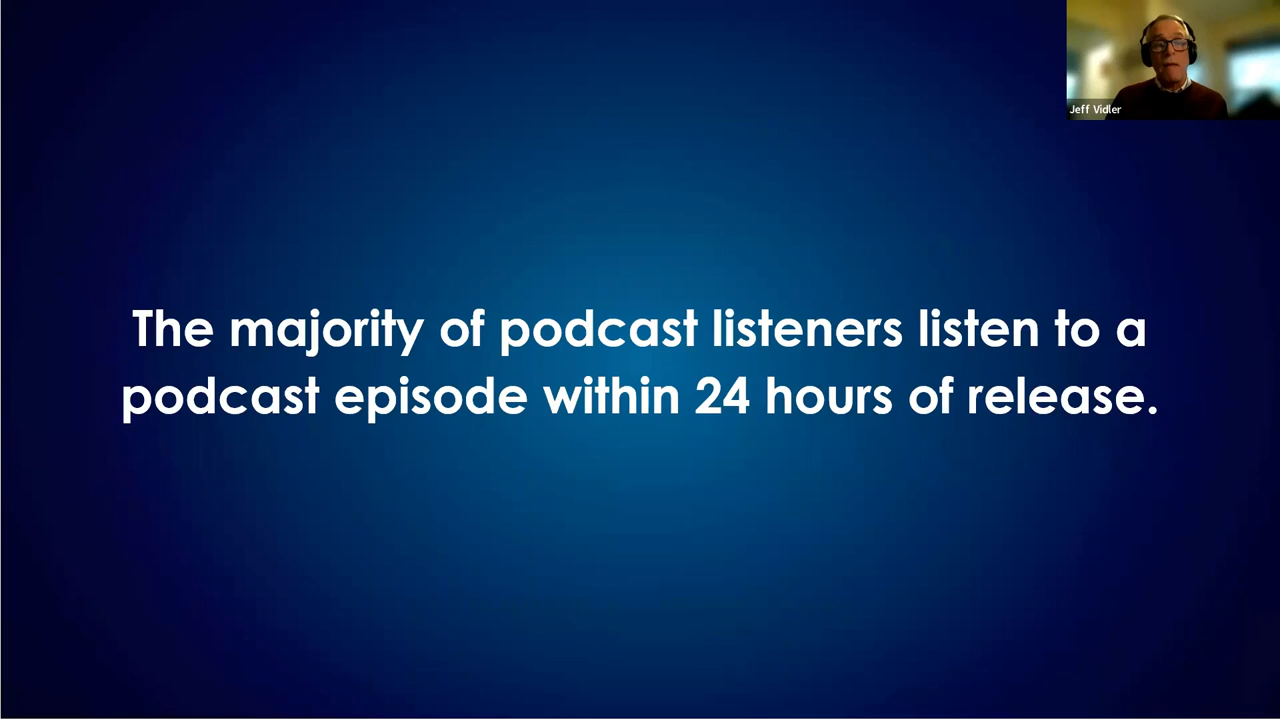 Jeff Vidler
The majority of podcast listeners listen to a
podcast episode within 24 hours of release.